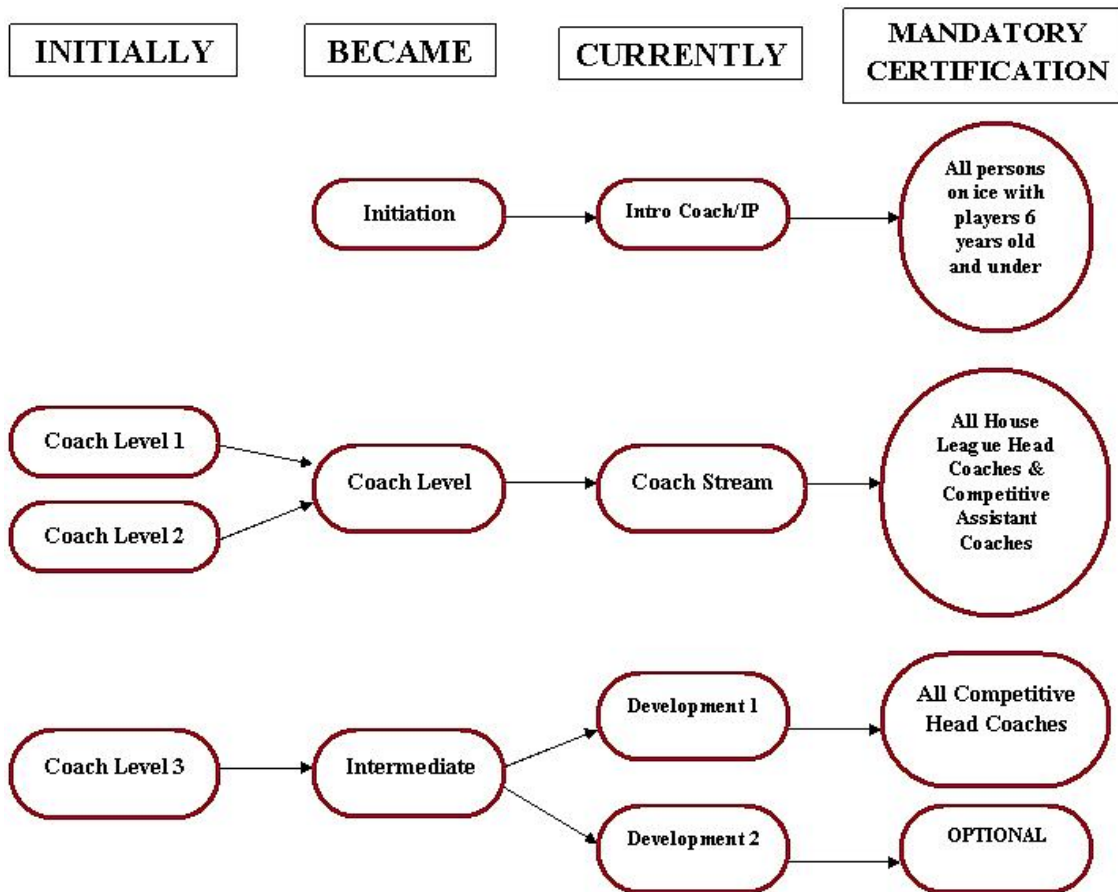 INITIALLY
BECAME
CURRENTLY
MANDATORY
CERTIFICATION
Initiation
Intro Coach/IP
All persons
on ice with
players 6
years old
and under
Coach Level 1
Coach Level 2
Coach Level
Coach Stream
All House
League Head
Coaches &
Competitive
Assistant
Coaches
Coach Level 3
Intermediate
Development 1
All Competitive
Head Coaches
Development 2
OPTIONAL